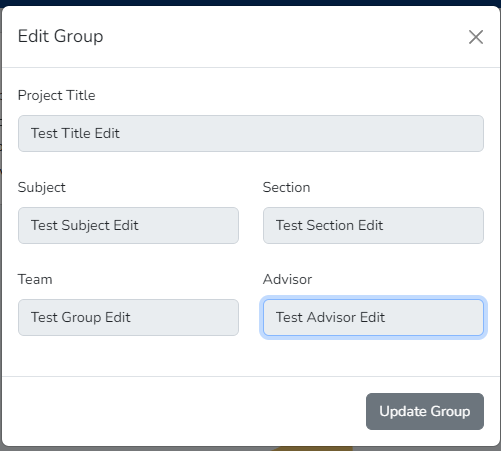 Edit Group
Project Title
Test Title Edit
Subject
Section
Test Subject Edit
Test Section Edit
Team
Advisor
Test Group Edit
Test Advisor Edit
Update Group